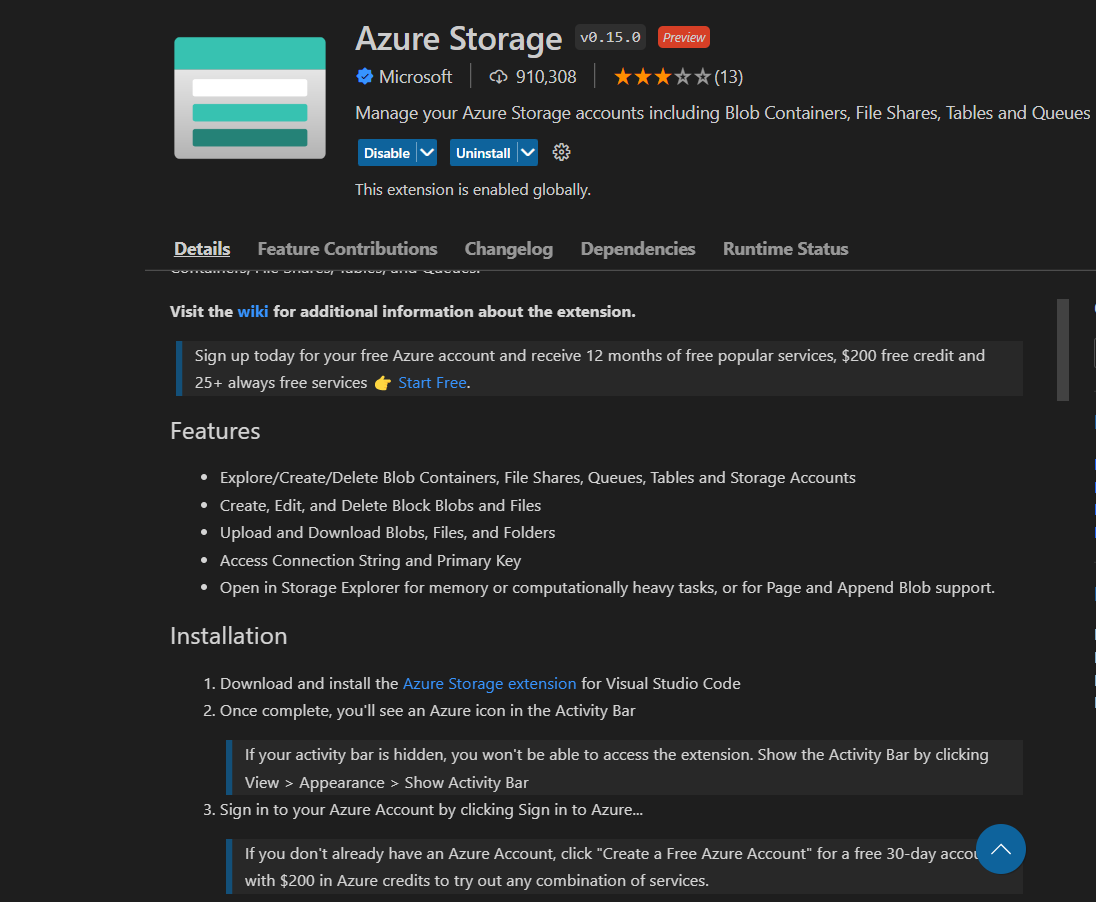 Azure Storage v0.15.0 Preview
Microsoft 910,308 (13)
Manage your Azure Storage accounts including Blob Containers, File Shares, Tables and Queues
Disable Uninstall
This extension is enabled globally.
Details Feature Contributions Changelog Dependencies Runtime Status
Containers, File Shares, Tables, and Queues.
Visit the wiki for additional information about the extension.
Sign up today for your free Azure account and receive 12 months of free popular services, $200 free credit and
25+ always free services 👉 Start Free.
Features
• Explore/Create/Delete Blob Containers, File Shares, Queues, Tables and Storage Accounts
• Create, Edit, and Delete Block Blobs and Files
• Upload and Download Blobs, Files, and Folders
• Access Connection String and Primary Key
• Open in Storage Explorer for memory or computationally heavy tasks, or for Page and Append Blob support.
Installation
1. Download and install the Azure Storage extension for Visual Studio Code
2. Once complete, you'll see an Azure icon in the Activity Bar
If your activity bar is hidden, you won't be able to access the extension. Show the Activity Bar by clicking
View > Appearance > Show Activity Bar
3. Sign in to your Azure Account by clicking Sign in to Azure...
If you don't already have an Azure Account, click "Create a Free Azure Account" for a free 30-day
with $200 in Azure credits to try out any combination of services.